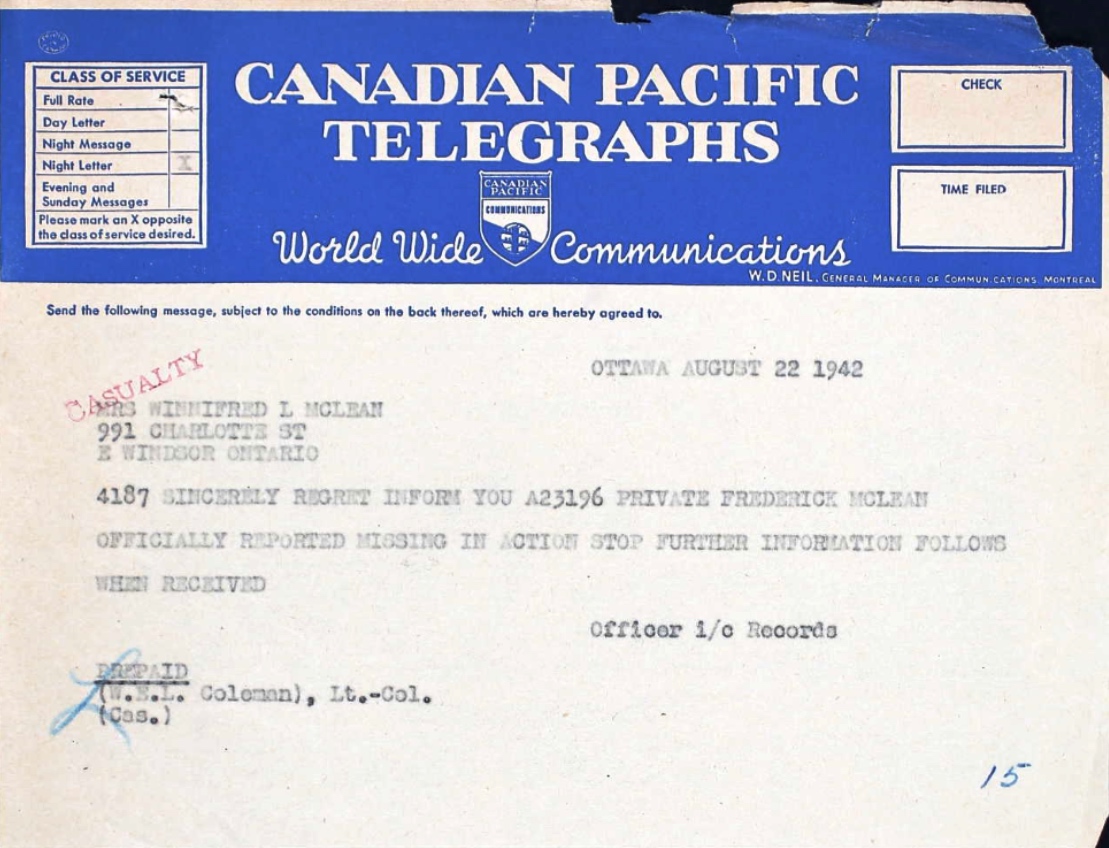 CLASS OF SERVICE
Full Rate
Day Letter
Night Message
Night Letter X
Evening and
Sunday Messages
Please mark an X opposite
the class of service desired.
CANADIAN PACIFIC
TELEGRAPHS
CANADIAN
PACIFIC
COMMUNICATIONS
World Wide Communications
CHECK
TIME FILED
W.D.NEIL, GENERAL MANAGER OF COMMUNICATIONS, MONTREAL
Send the following message, subject to the conditions on the back thereof, which are hereby agreed to.
OTTAWA AUGUST 22 1942
CASUALTY
MRS WINNIFRED L MCLEAN
991 CHARLOTTE ST
E WINDSOR ONTARIO
4187 SINCERELY REGRET INFORM YOU A23196 PRIVATE FREDERICK MCLEAN
OFFICIALLY REPORTED MISSING IN ACTION STOP FURTHER INFORMATION FOLLOWS
WHEN RECEIVED
Officer i/c Records
PREPAID
(W.E.L. Coleman), Lt.-Col.
(Cas.)
15